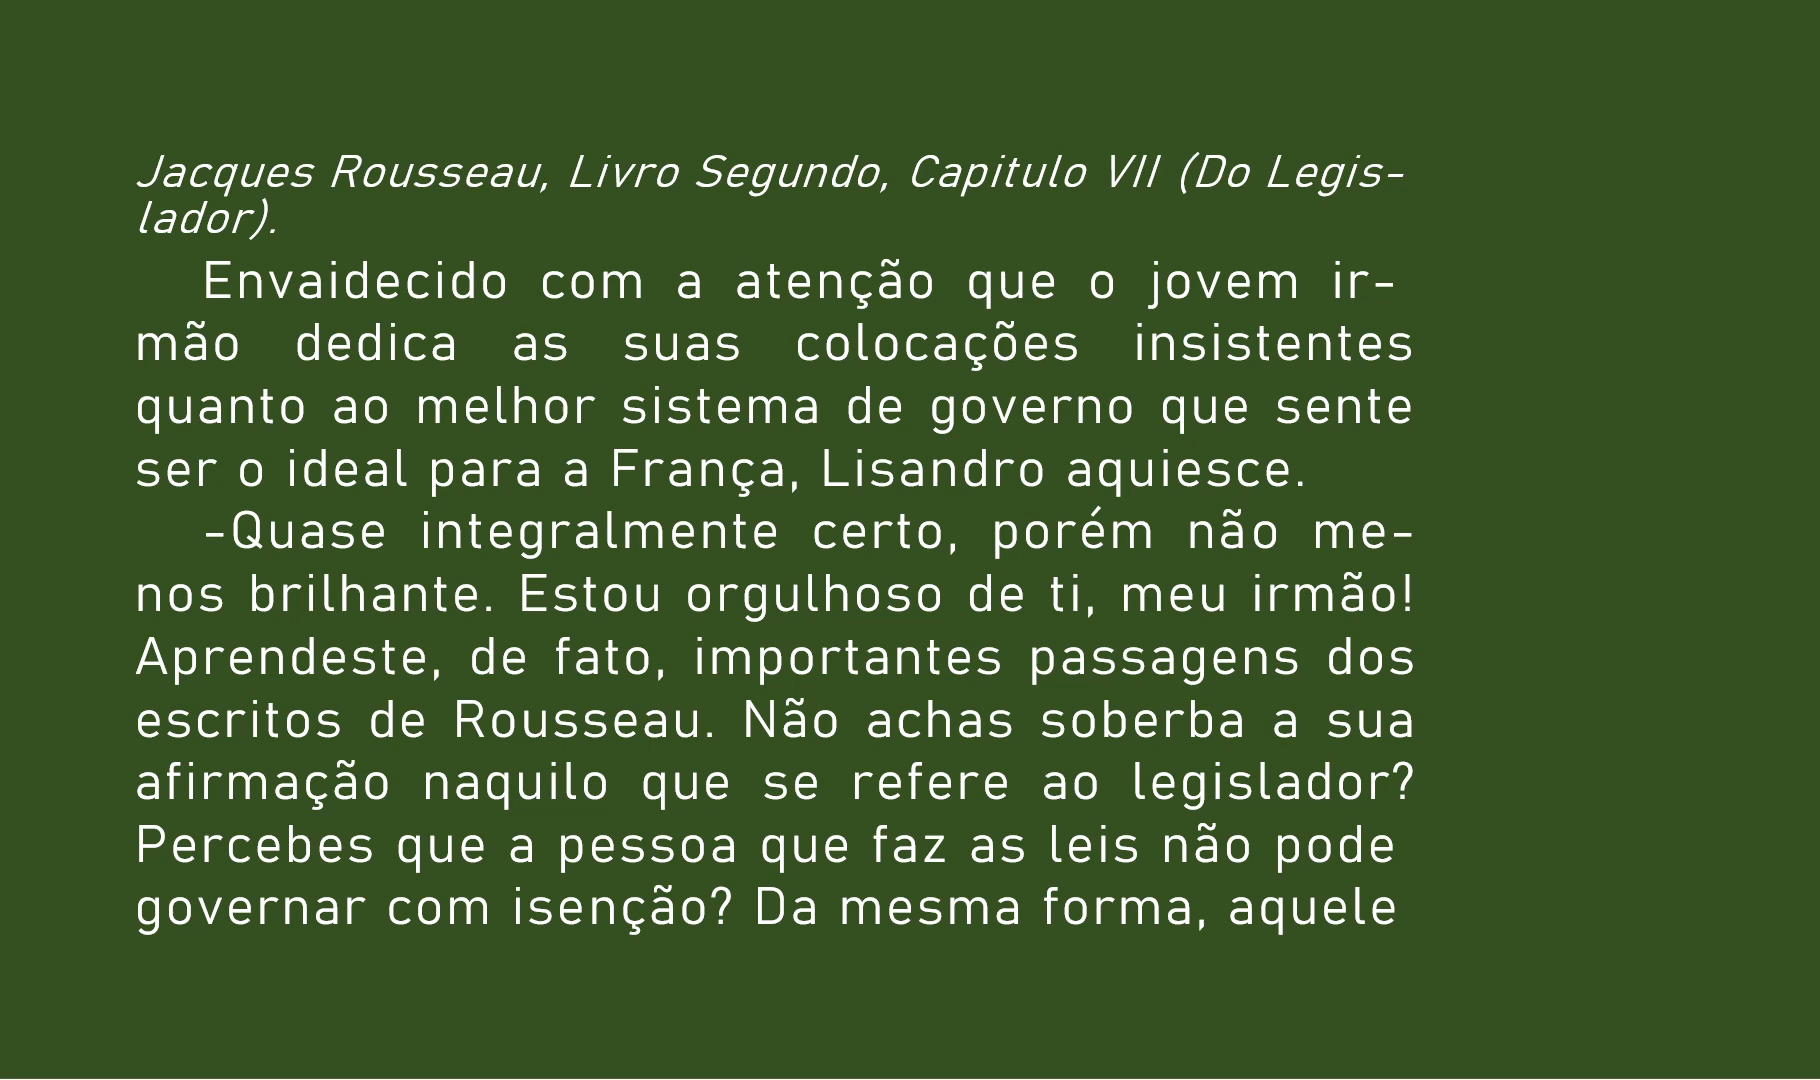 Jacques Rousseau, Livro Segundo, Capitulo VII (Do Legis-
lador).
Envaidecido com a atenção que o jovem ir-
mão dedica as suas colocações insistentes
quanto ao melhor sistema de governo que sente
ser o ideal para a França, Lisandro aquiesce.
-Quase integralmente certo, porém não me-
nos brilhante. Estou orgulhoso de ti, meu irmão!
Aprendeste, de fato, importantes passagens dos
escritos de Rousseau. Não achas soberba a sua
afirmação naquilo que se refere ao legislador?
Percebes que a pessoa que faz as leis não pode
governar com isenção? Da mesma forma, aquele